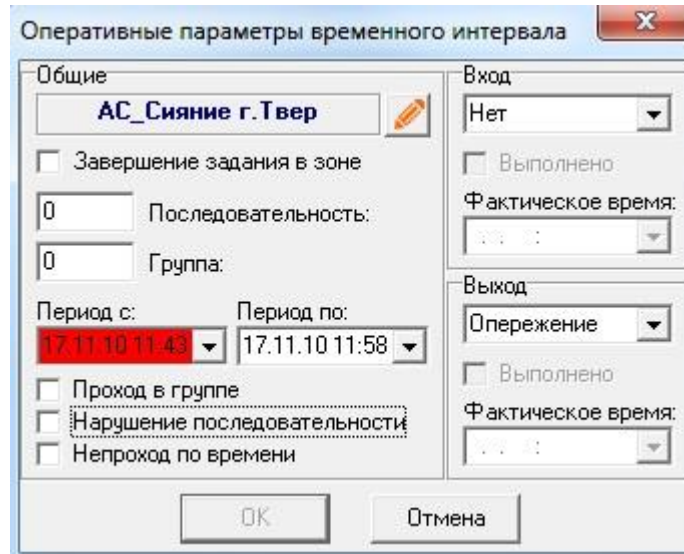 Оперативные параметры временного интервала
Общие
АС_Сияние г.Твер
Завершение задания в зоне
0 Последовательность:
0 Группа:
Период с: Период по:
17.11.10 11:43 17.11.10 11:58
Проход в группе
Нарушение последовательности
Непроход по времени
Вход
Нет
Выполнено
Фактическое время:
Выход
Опережение
Выполнено
Фактическое время:
OK Отмена